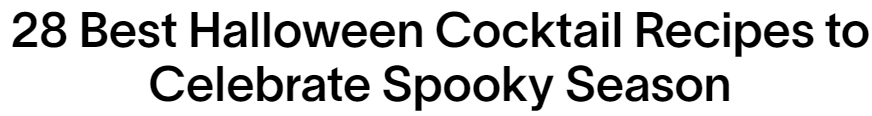 28 Best Halloween Cocktail Recipes to
Celebrate Spooky Season